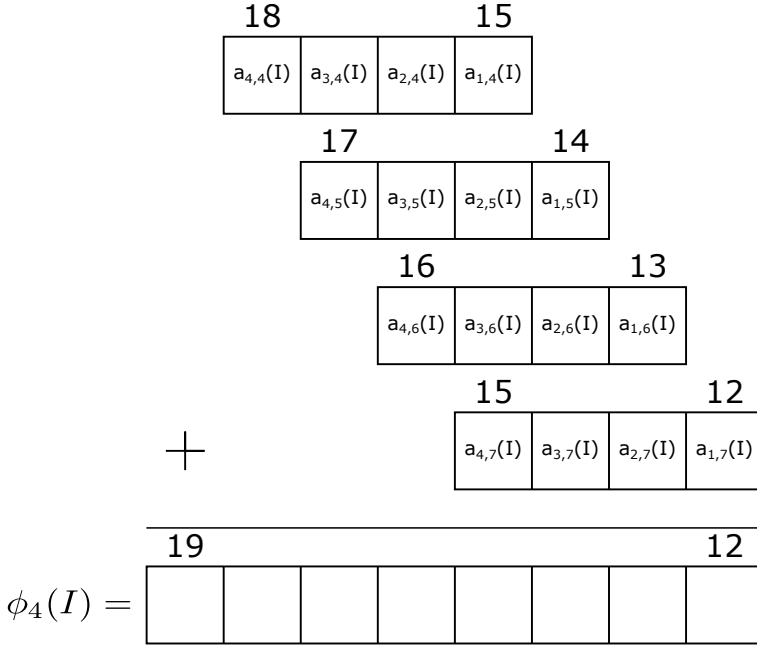 18 15
a4,4(I) a3,4(I) a2,4(I) a1,4(I)
17 14
a4,5(I) a3,5(I) a2,5(I) a1,5(I)
16 13
a4,6(I) a3,6(I) a2,6(I) a1,6(I)
15 12
+ a4,7(I) a3,7(I) a2,7(I) a1,7(I)
19 12
ϕ4(I) =